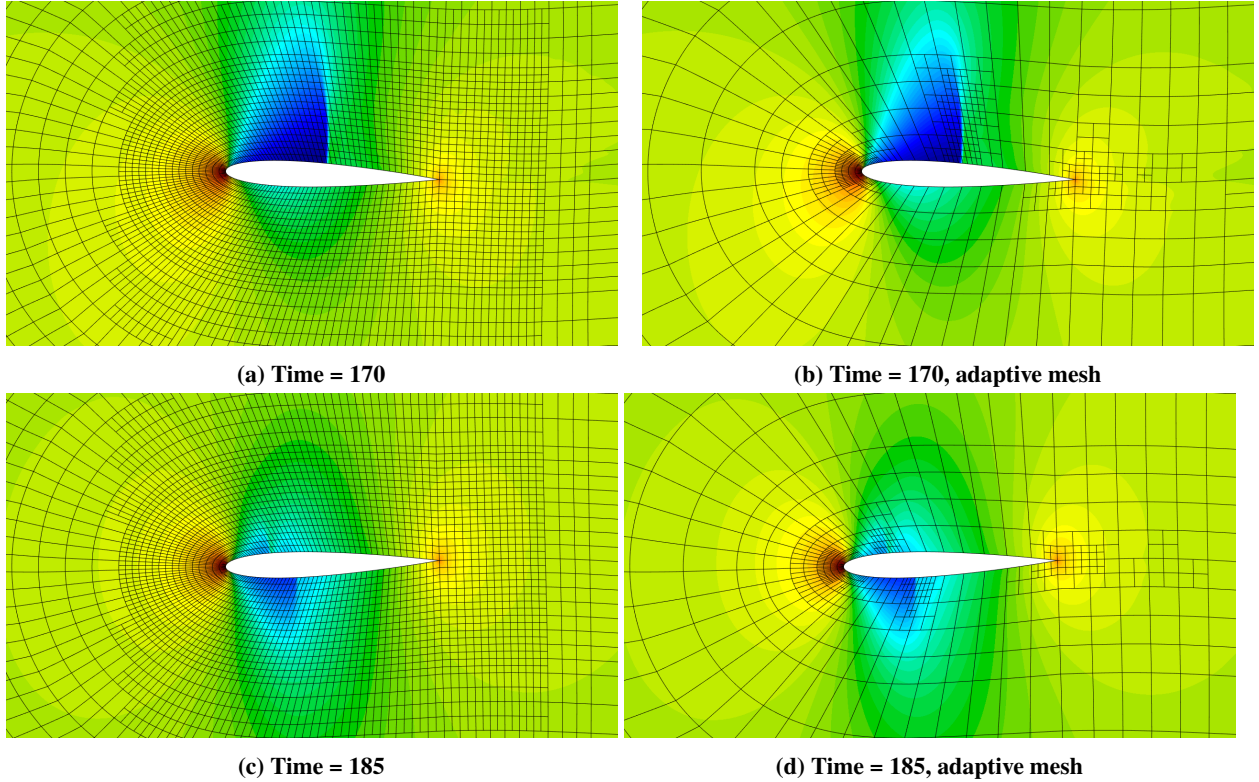 (a) Time = 170
(b) Time = 170, adaptive mesh
(c) Time = 185
(d) Time = 185, adaptive mesh